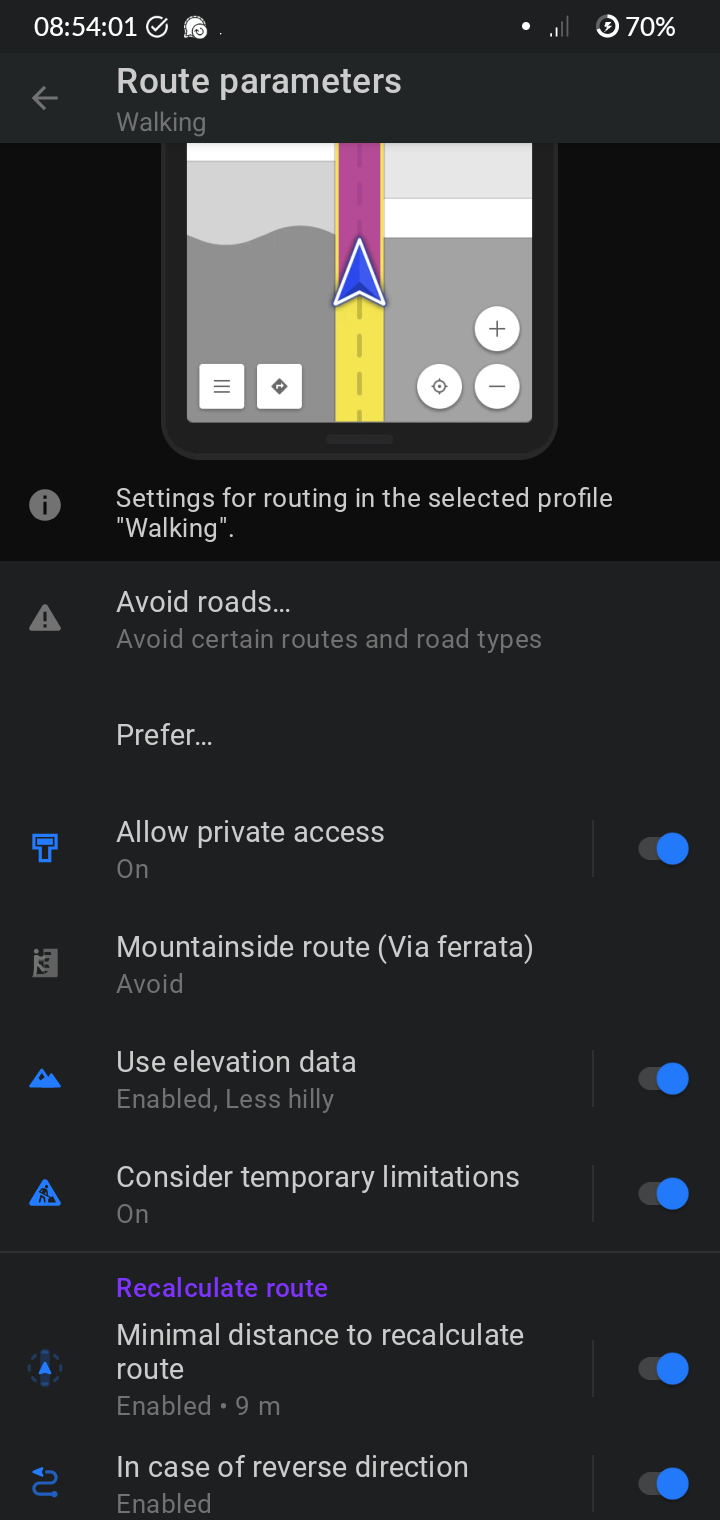 08:54:01
70%
Route parameters
Walking
Settings for routing in the selected profile
"Walking".
Avoid roads…
Avoid certain routes and road types
Prefer…
Allow private access
On
Mountainside route (Via ferrata)
Avoid
Use elevation data
Enabled, Less hilly
Consider temporary limitations
On
Recalculate route
Minimal distance to recalculate
route
Enabled • 9 m
In case of reverse direction
Enabled